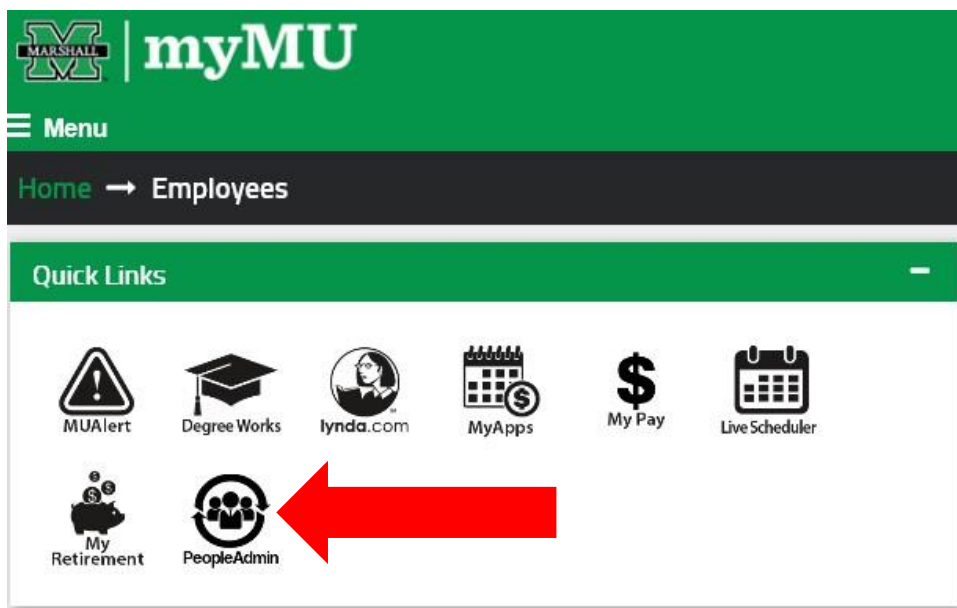 MARSHALL
myMU
Menu
Home → Employees
Quick Links
MUAlert
Degree Works
lynda.com
MyApps
My Pay
Live Scheduler
My
Retirement
PeopleAdmin